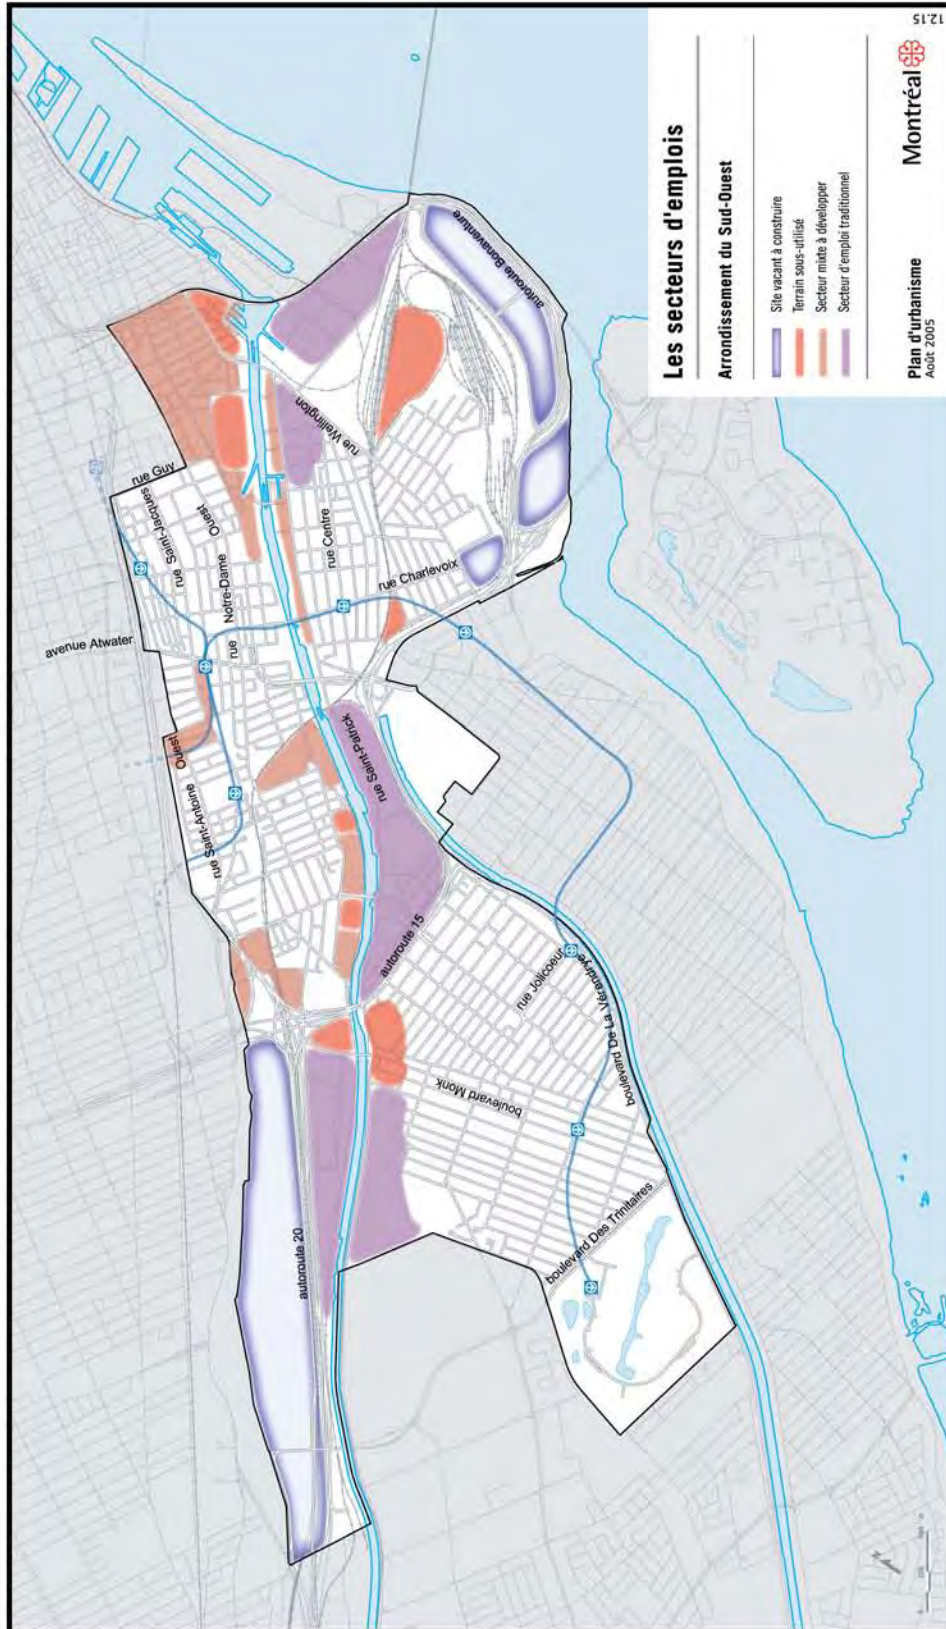 Les secteurs d'emplois
Arrondissement du Sud-Ouest
Site vacant à construire
Terrain sous-utilisé
Secteur mixte à développer
Secteur d'emploi traditionnel
Plan d'urbanisme
Août 2005
Montréal
12.15
autoroute Bonaventure
rue Wellington
rue Guy
rue Saint-Jacques
Ouest
rue Centre
rue Charlevoix
Notre-Dame
rue
avenue Atwater
Ouest
rue Saint-Antoine
rue Saint-Patrick
autoroute 15
rue Jolicoeur
boulevard De La Vérendrye
boulevard Monk
boulevard Des Trinitaires
autoroute 20
N